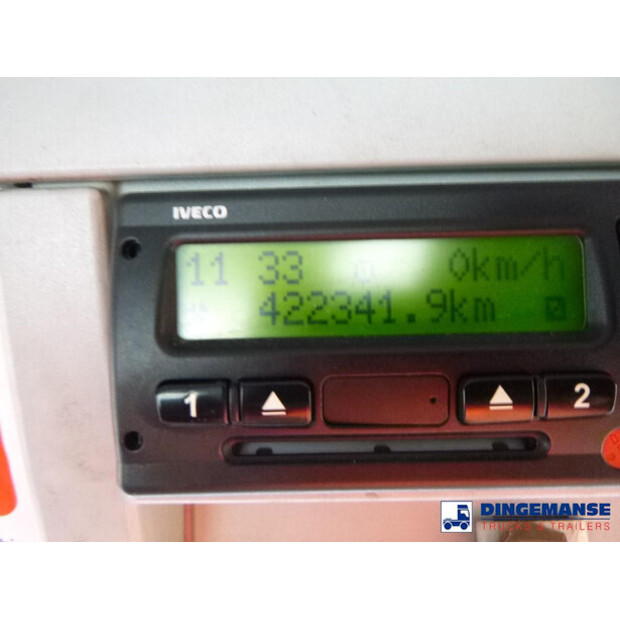 IVECO
11 33 0km/h
422341.9km
1 2
DINGEMANSE
TRUCKS & TRAILERS